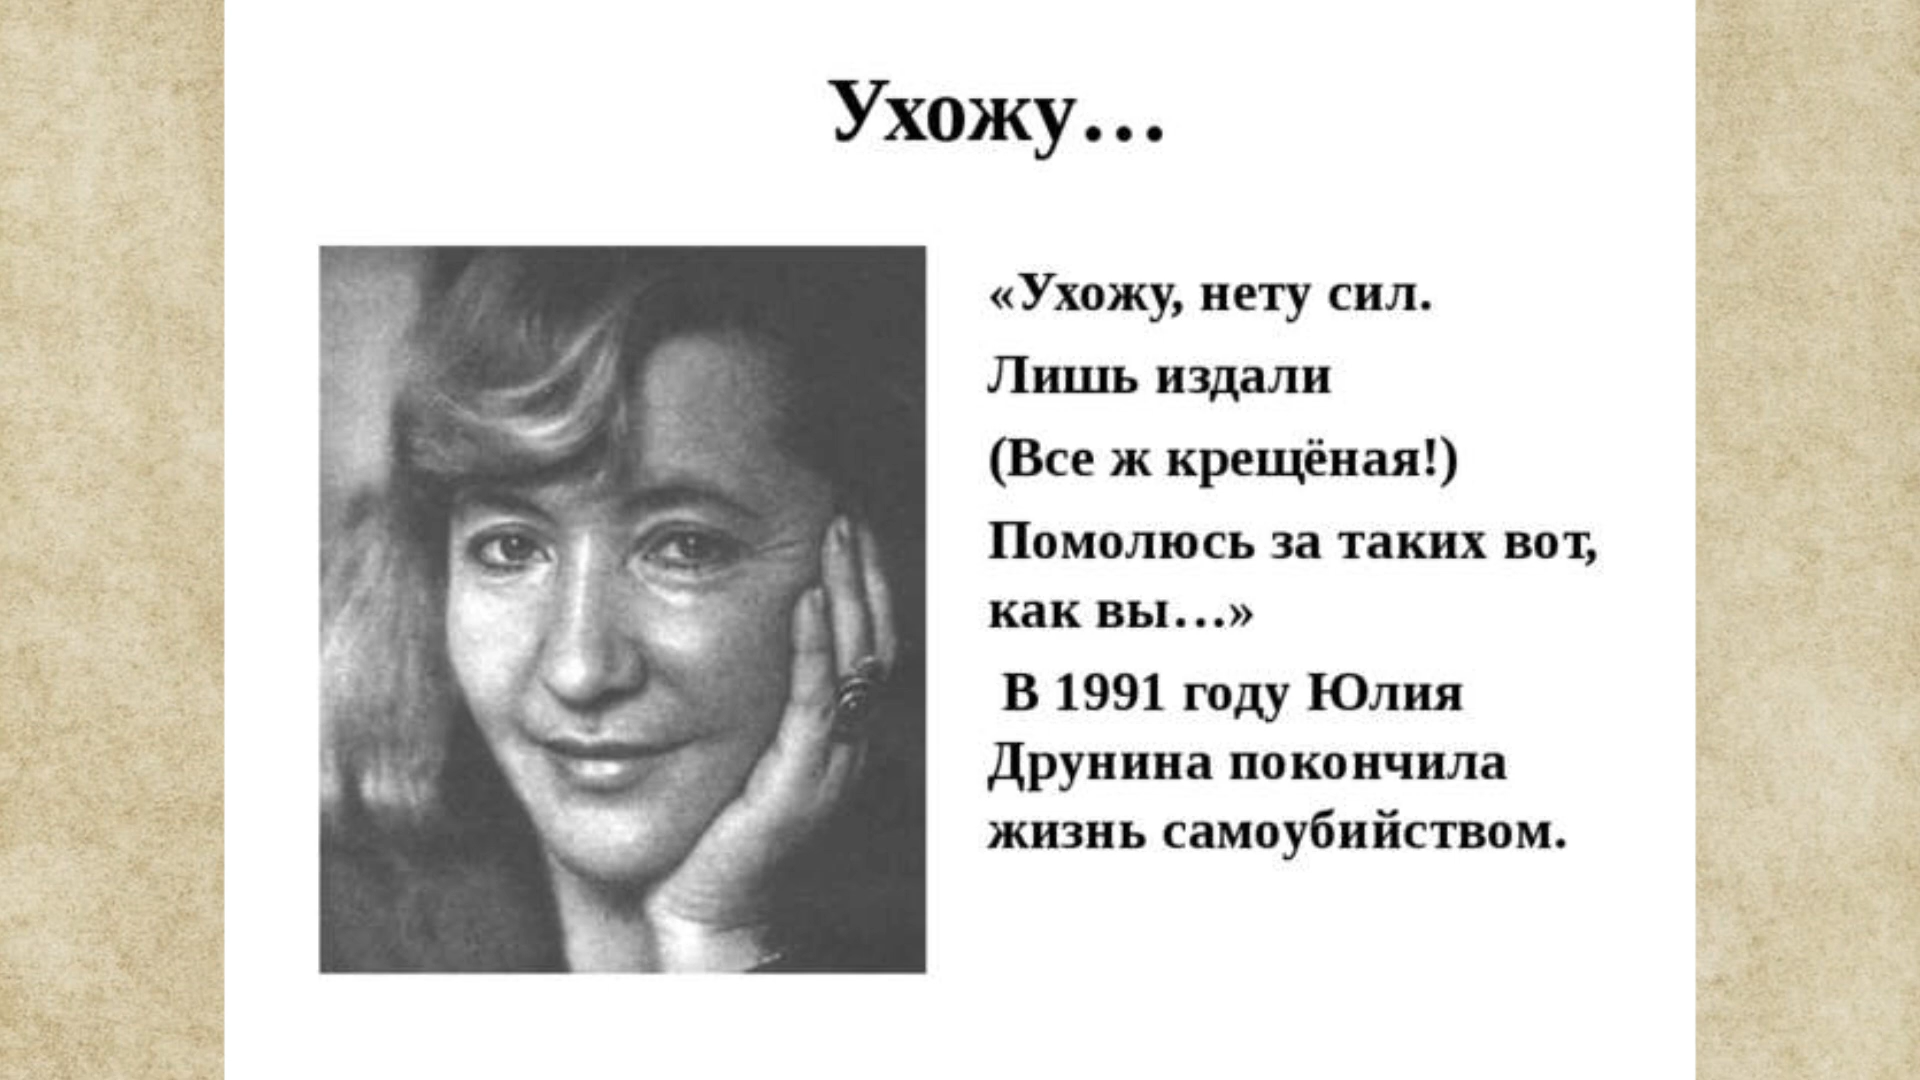 Ухожу…
«Ухожу, нету сил.
Лишь издали
(Все ж крещёная!)
Помолюсь за таких вот,
как вы…»
В 1991 году Юлия
Друнина покончила
жизнь самоубийством.